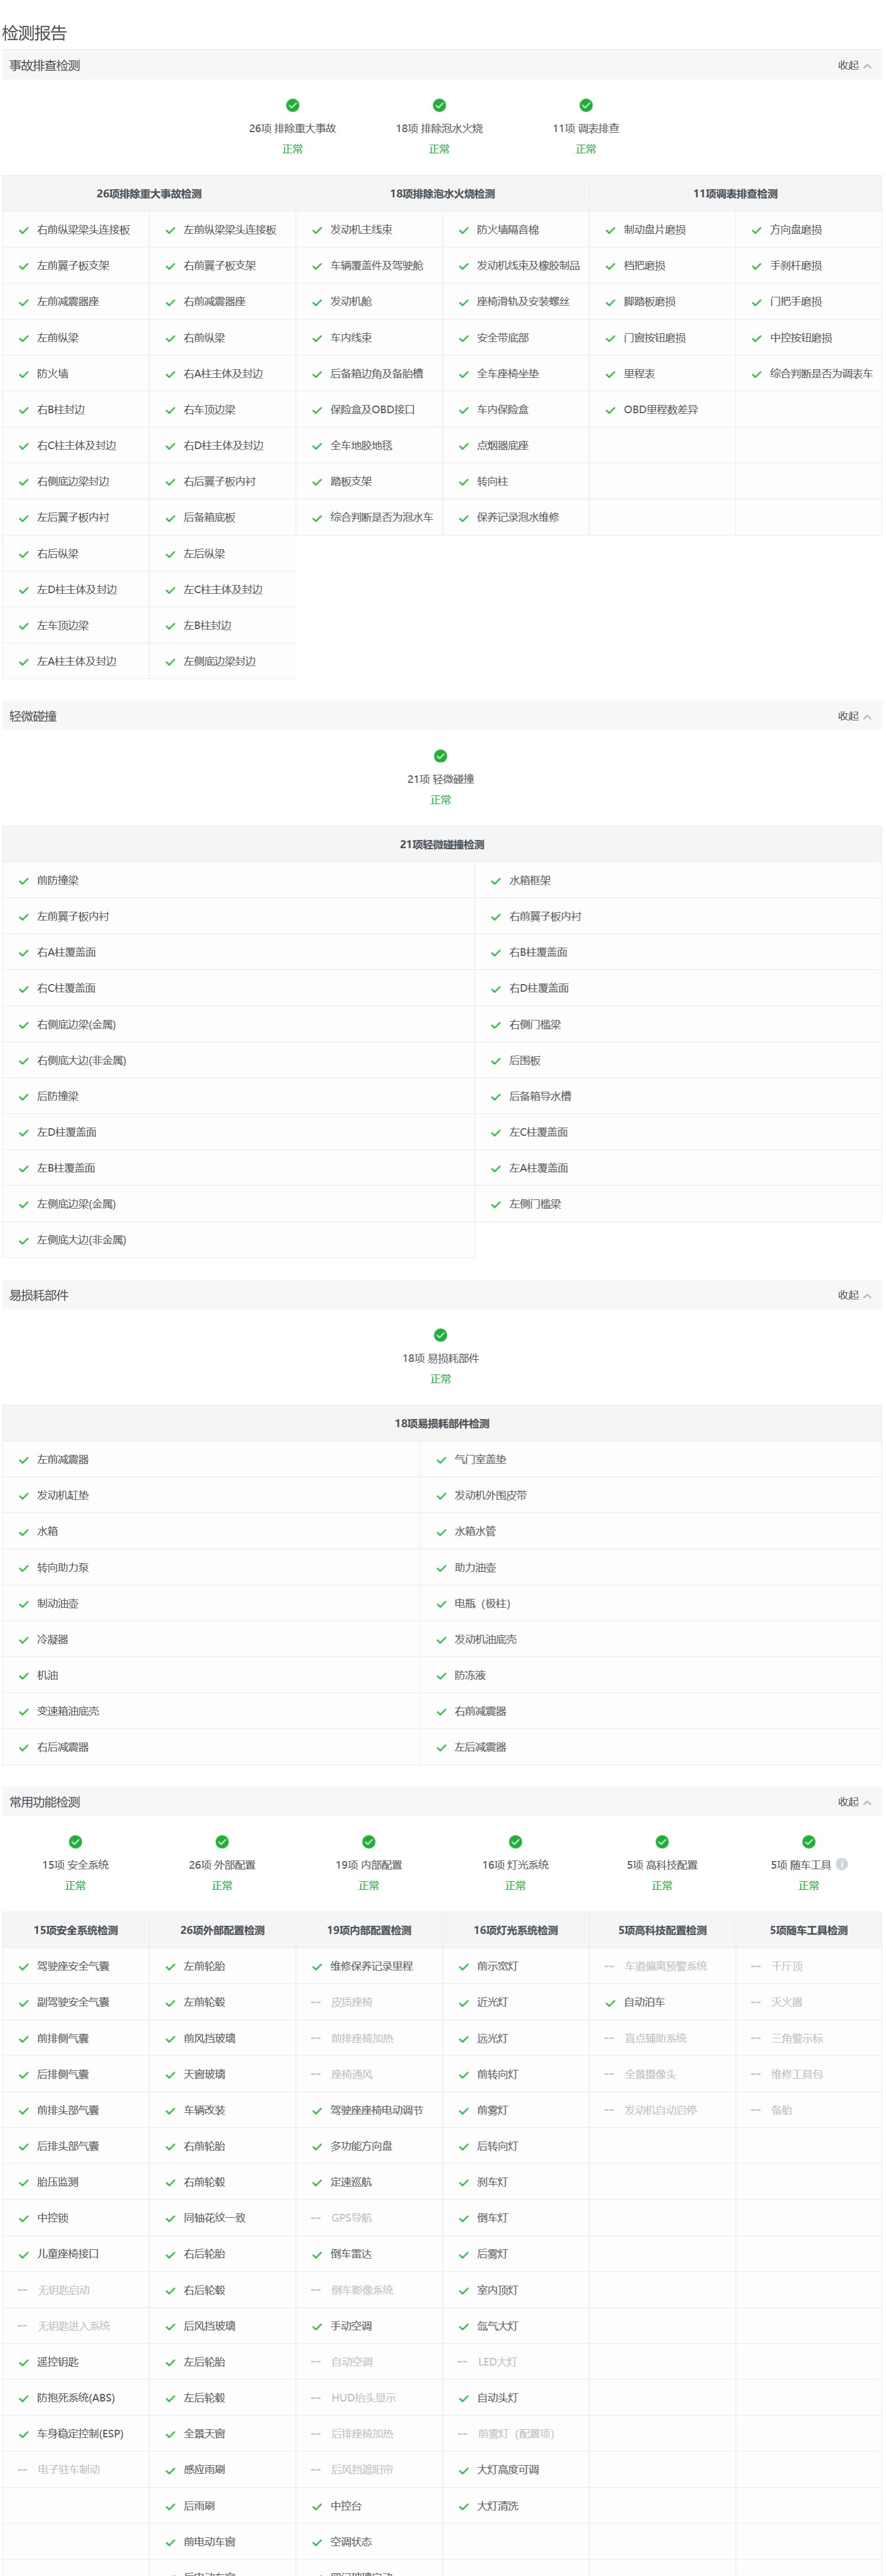 检测报告
事故排查检测 收起
26项 排除重大事故 18项 排除泡水火烧 11项 调表排查
正常 正常 正常
26项排除重大事故检测 18项排除泡水火烧检测 11项调表排查检测
右前纵梁梁头连接板 左前纵梁梁头连接板 发动机主线束 防火墙隔音棉 制动盘片磨损 方向盘磨损
左前翼子板支架 右前翼子板支架 车辆覆盖件及驾驶舱 发动机线束及橡胶制品 档把磨损 手刹杆磨损
左前减震器座 右前减震器座 发动机舱 座椅滑轨及安装螺丝 脚踏板磨损 门把手磨损
左前纵梁 右前纵梁 车内线束 安全带底部 门窗按钮磨损 中控按钮磨损
防火墙 右A柱主体及封边 后备箱边角及备胎槽 全车座椅坐垫 里程表 综合判断是否为调表车
右B柱封边 右车顶边梁 保险盒及OBD接口 车内保险盒 OBD里程数差异
右C柱主体及封边 右D柱主体及封边 全车地胶地毯 点烟器底座
右侧底边梁封边 右后翼子板内衬 踏板支架 转向柱
左后翼子板内衬 后备箱底板 综合判断是否为泡水车 保养记录泡水维修
右后纵梁 左后纵梁
左D柱主体及封边 左C柱主体及封边
左车顶边梁 左B柱封边
左A柱主体及封边 左侧底边梁封边
轻微碰撞 收起
21项 轻微碰撞
正常
21项轻微碰撞检测
前防撞梁 水箱框架
左前翼子板内衬 右前翼子板内衬
右A柱覆盖面 右B柱覆盖面
右C柱覆盖面 右D柱覆盖面
右侧底边梁(金属) 右侧门槛梁
右侧底大边(非金属) 后围板
后防撞梁 后备箱导水槽
左D柱覆盖面 左C柱覆盖面
左B柱覆盖面 左A柱覆盖面
左侧底边梁(金属) 左侧门槛梁
左侧底大边(非金属)
易损耗部件 收起
18项 易损耗部件
正常
18项易损耗部件检测
左前减震器 气门室盖垫
发动机缸垫 发动机外围皮带
水箱 水箱水管
转向助力泵 助力油壶
制动油壶 电瓶（极柱）
冷凝器 发动机油底壳
机油 防冻液
变速箱油底壳 右前减震器
右后减震器 左后减震器
常用功能检测 收起
15项 安全系统 26项 外部配置 19项 内部配置 16项 灯光系统 5项 高科技配置 5项 随车工具
正常 正常 正常 正常 正常 正常
15项安全系统检测 26项外部配置检测 19项内部配置检测 16项灯光系统检测 5项高科技配置检测 5项随车工具检测
驾驶座安全气囊 左前轮胎 维修保养记录里程 前示宽灯 -- 车道偏离预警系统 -- 千斤顶
副驾驶安全气囊 左前轮毂 -- 皮质座椅 近光灯 自动泊车 -- 灭火器
前排侧气囊 前风挡玻璃 -- 前排座椅加热 远光灯 -- 盲点辅助系统 -- 三角警示标
后排侧气囊 天窗玻璃 -- 座椅通风 前转向灯 -- 全景摄像头 -- 维修工具包
前排头部气囊 车辆改装 驾驶座座椅电动调节 前雾灯 -- 发动机自动启停 -- 备胎
后排头部气囊 右前轮胎 多功能方向盘 后转向灯
胎压监测 右前轮毂 定速巡航 刹车灯
中控锁 同轴花纹一致 -- GPS导航 倒车灯
儿童座椅接口 右后轮胎 倒车雷达 后雾灯
-- 无钥匙启动 右后轮毂 -- 倒车影像系统 室内顶灯
-- 无钥匙进入系统 后风挡玻璃 手动空调 氙气大灯
遥控钥匙 左后轮胎 -- 自动空调 -- LED大灯
防抱死系统(ABS) 左后轮毂 -- HUD抬头显示 自动头灯
车身稳定控制(ESP) 全景天窗 -- 后排座椅加热 -- 前雾灯（配置项）
-- 电子驻车制动 感应雨刷 -- 后风挡遮阳帘 大灯高度可调
后雨刷 中控台 大灯清洗
前电动车窗 空调状态